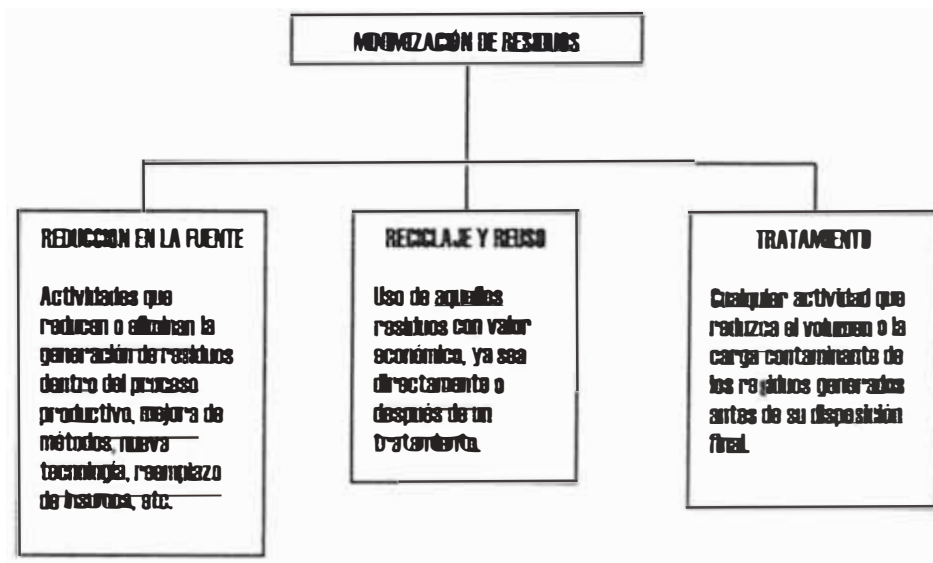 MINIMIZACIÓN DE RESIDUOS
REDUCCION EN LA FUENTE
Actividades que
reducen o eliminan la
generación de residuos
dentro del proceso
productivo, mejora de
métodos, nueva
tecnología, reemplazo
de insumos, etc.
RECICLAJE Y REUSO
Uso de aquellos
residuos con valor
económico, ya sea
directamente o
después de un
tratamiento.
TRATAMIENTO
Cualquier actividad que
reduzca el volumen o la
carga contaminante de
los residuos generados
antes de su disposición
final.